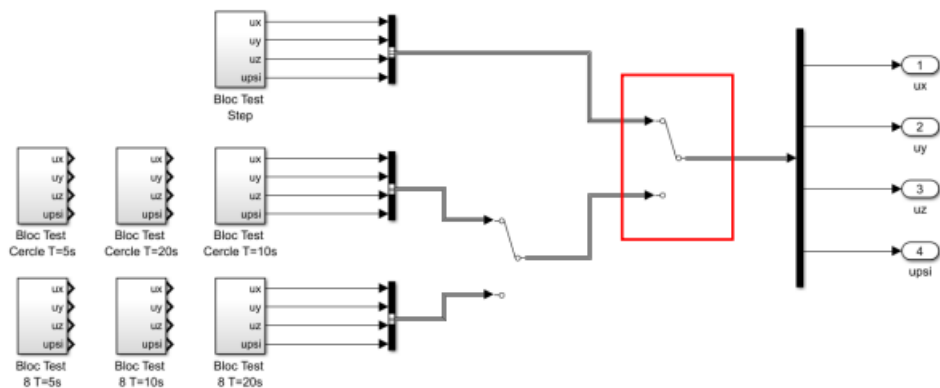 ux
uy
uz
upsi
Bloc Test
Step
1
ux
2
uy
3
uz
4
upsi
ux
uy
uz
upsi
Bloc Test
Cercle T=5s
ux
uy
uz
upsi
Bloc Test
Cercle T=20s
ux
uy
uz
upsi
Bloc Test
Cercle T=10s
ux
uy
uz
upsi
Bloc Test
8 T=5s
ux
uy
uz
upsi
Bloc Test
8 T=10s
ux
uy
uz
upsi
Bloc Test
8 T=20s